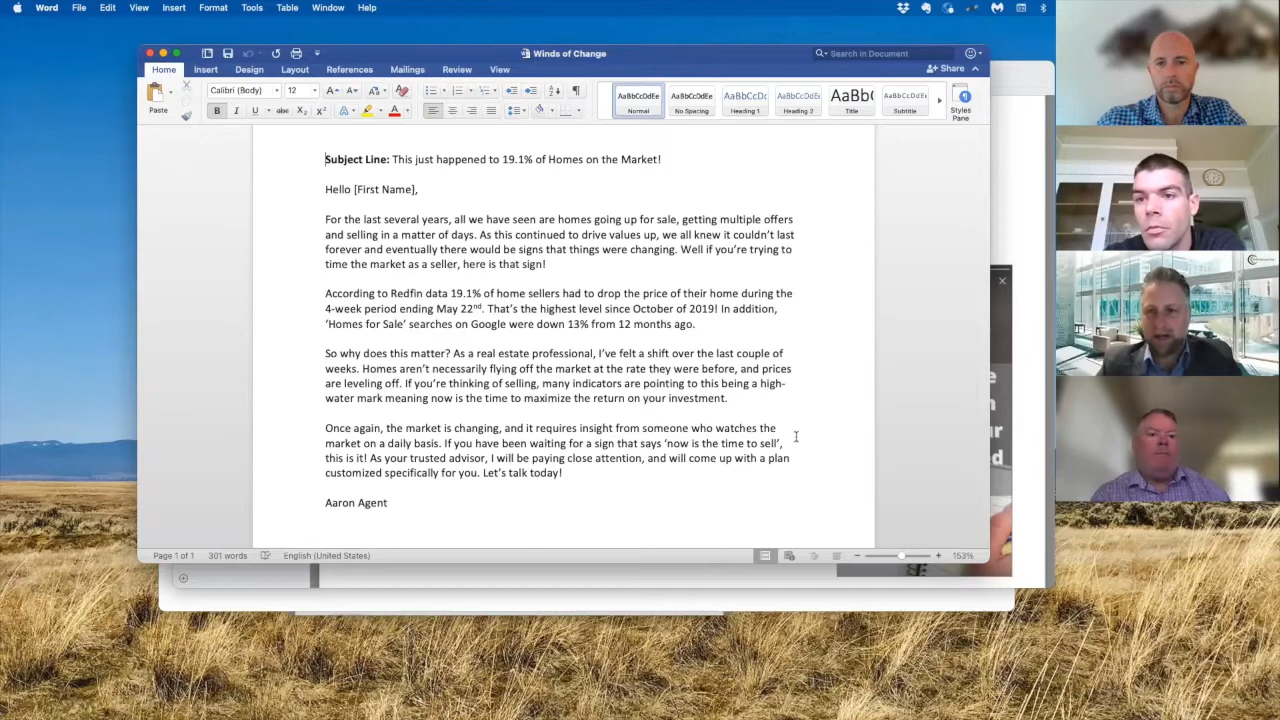 Word File Edit View Insert Format Tools Table Window Help
Winds of Change
Search in Document
Home Insert Design Layout References Mailings Review View
Share
Paste
Calibri (Body) 12
B I U abc X₂ X²
AaBbCcDdEe AaBbCcDdEe AaBbCcDc AaBbCcDdEe AaBbC AaBbCcDdEe
Normal No Spacing Heading 1 Heading 2 Title Subtitle
Styles
Pane
Subject Line: This just happened to 19.1% of Homes on the Market!
Hello [First Name],
For the last several years, all we have seen are homes going up for sale, getting multiple offers
and selling in a matter of days. As this continued to drive values up, we all knew it couldn’t last
forever and eventually there would be signs that things were changing. Well if you’re trying to
time the market as a seller, here is that sign!
According to Redfin data 19.1% of home sellers had to drop the price of their home during the
4-week period ending May 22nd. That’s the highest level since October of 2019! In addition,
‘Homes for Sale’ searches on Google were down 13% from 12 months ago.
So why does this matter? As a real estate professional, I’ve felt a shift over the last couple of
weeks. Homes aren’t necessarily flying off the market at the rate they were before, and prices
are leveling off. If you’re thinking of selling, many indicators are pointing to this being a high-
water mark meaning now is the time to maximize the return on your investment.
Once again, the market is changing, and it requires insight from someone who watches the
market on a daily basis. If you have been waiting for a sign that says ‘now is the time to sell’,
this is it! As your trusted advisor, I will be paying close attention, and will come up with a plan
customized specifically for you. Let’s talk today!
Aaron Agent
Page 1 of 1 301 words English (United States) 153%